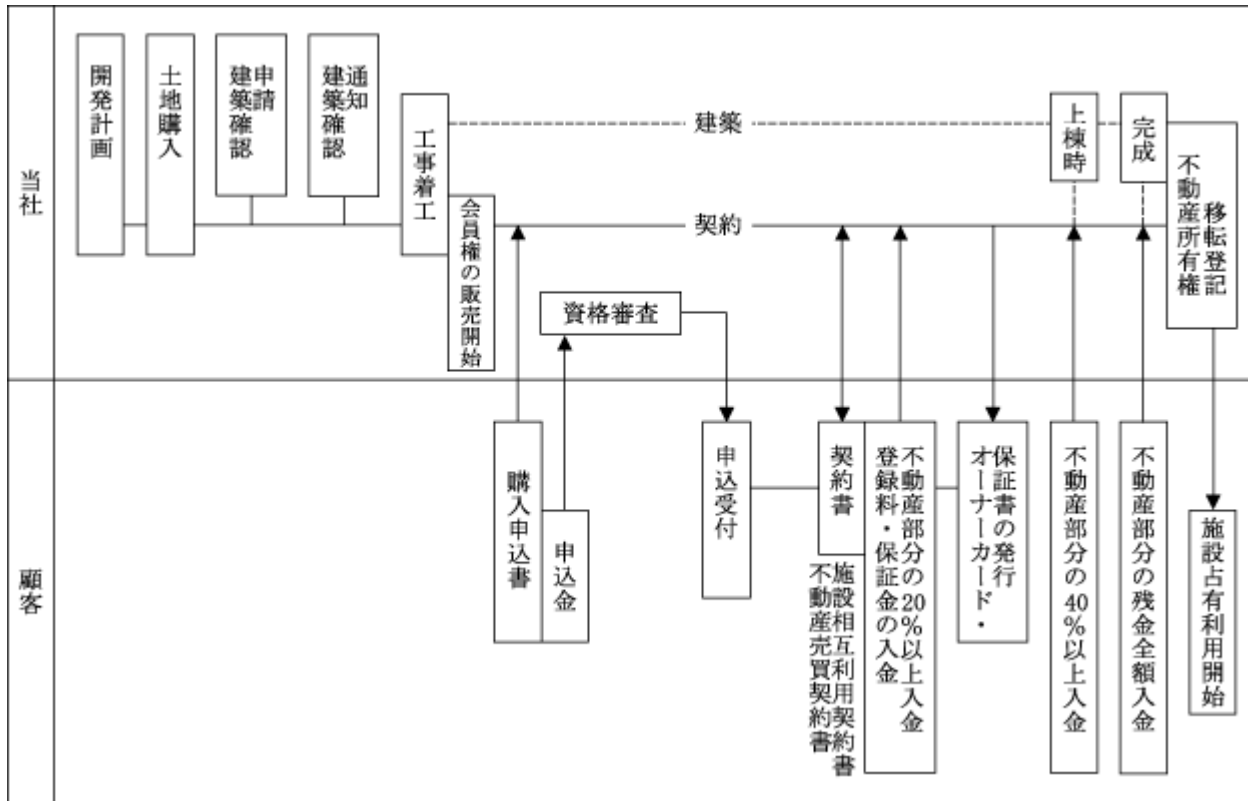 当社
開発計画
土地購入
建築確認
申請
建築確認
通知
工事着工
会員権の販売開始
建築
契約
上棟時
完成
不動産所有権
移転登記
資格審査
顧客
購入申込書
申込金
申込受付
契約書
施設相互利用契約書
不動産売買契約書
不動産部分の20%以上入金
登録料・保証金の入金
オーナーカード・
保証書の発行
不動産部分の40%以上入金
不動産部分の残金全額入金
施設占有利用開始